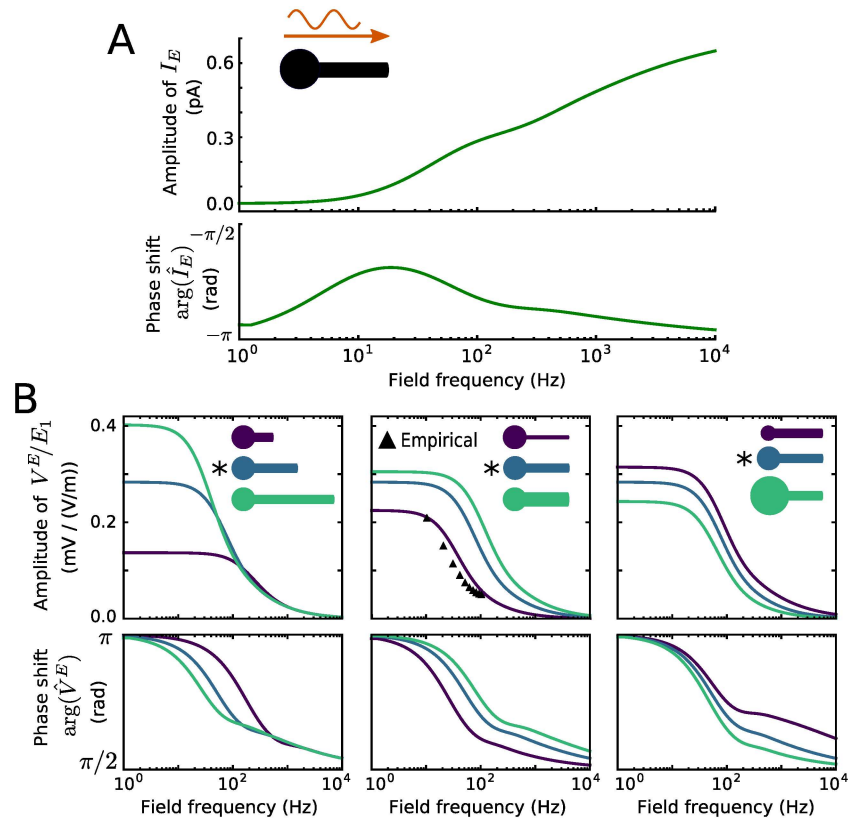 A
Amplitude of I_E
(pA)
0.6
0.3
0.0
Phase shift
arg(Î_E)
(rad)
−π/2
−π
10^0 10^1 10^2 10^3 10^4
Field frequency (Hz)
B
Amplitude of V^E/E_1
(mV / (V/m))
0.4
0.2
0.0
*
▲ Empirical
*
*
Phase shift
arg(V̂^E)
(rad)
π
π/2
10^0 10^2 10^4
10^0 10^2 10^4
10^0 10^2 10^4
Field frequency (Hz)
Field frequency (Hz)
Field frequency (Hz)